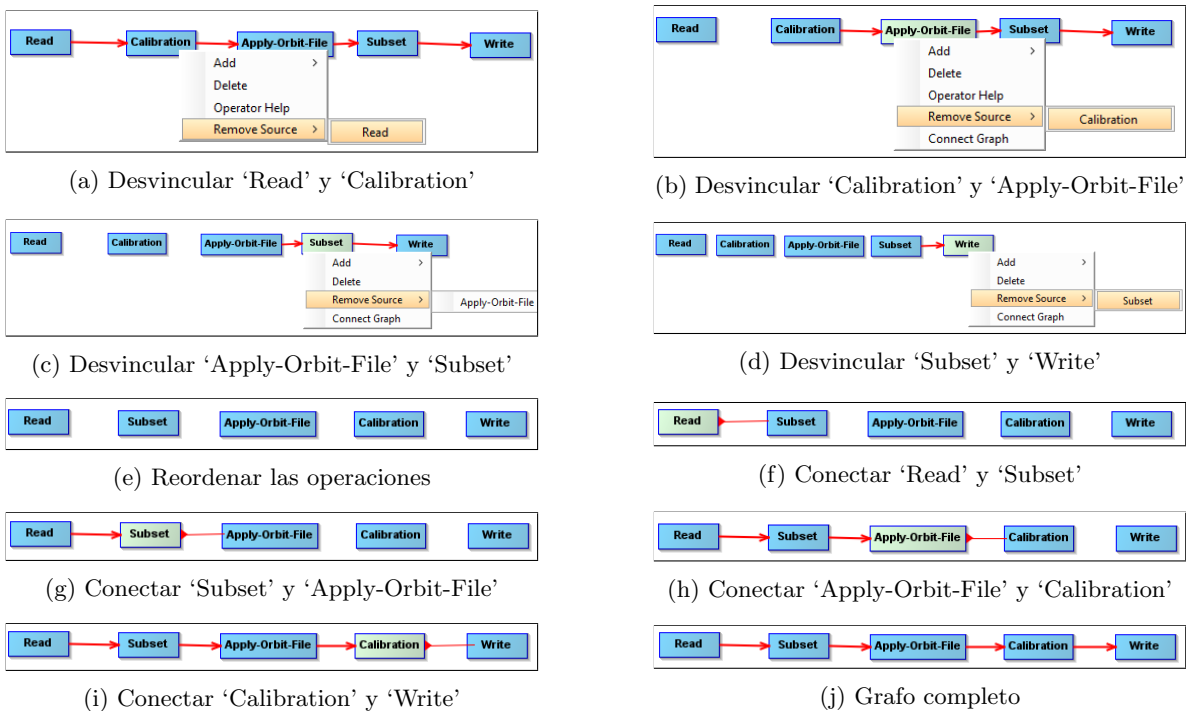 Read Calibration Apply-Orbit-File Subset Write
Add >
Delete
Operator Help
Remove Source > Read
(a) Desvincular ‘Read’ y ‘Calibration’
Read Calibration Apply-Orbit-File Subset Write
Add >
Delete
Operator Help
Remove Source > Calibration
Connect Graph
(b) Desvincular ‘Calibration’ y ‘Apply-Orbit-File’
Read Calibration Apply-Orbit-File Subset Write
Add >
Delete
Remove Source > Apply-Orbit-File
Connect Graph
(c) Desvincular ‘Apply-Orbit-File’ y ‘Subset’
Read Calibration Apply-Orbit-File Subset Write
Add >
Delete
Remove Source > Subset
Connect Graph
(d) Desvincular ‘Subset’ y ‘Write’
Read Subset Apply-Orbit-File Calibration Write
(e) Reordenar las operaciones
Read Subset Apply-Orbit-File Calibration Write
(f) Conectar ‘Read’ y ‘Subset’
Read Subset Apply-Orbit-File Calibration Write
(g) Conectar ‘Subset’ y ‘Apply-Orbit-File’
Read Subset Apply-Orbit-File Calibration Write
(h) Conectar ‘Apply-Orbit-File’ y ‘Calibration’
Read Subset Apply-Orbit-File Calibration Write
(i) Conectar ‘Calibration’ y ‘Write’
Read Subset Apply-Orbit-File Calibration Write
(j) Grafo completo